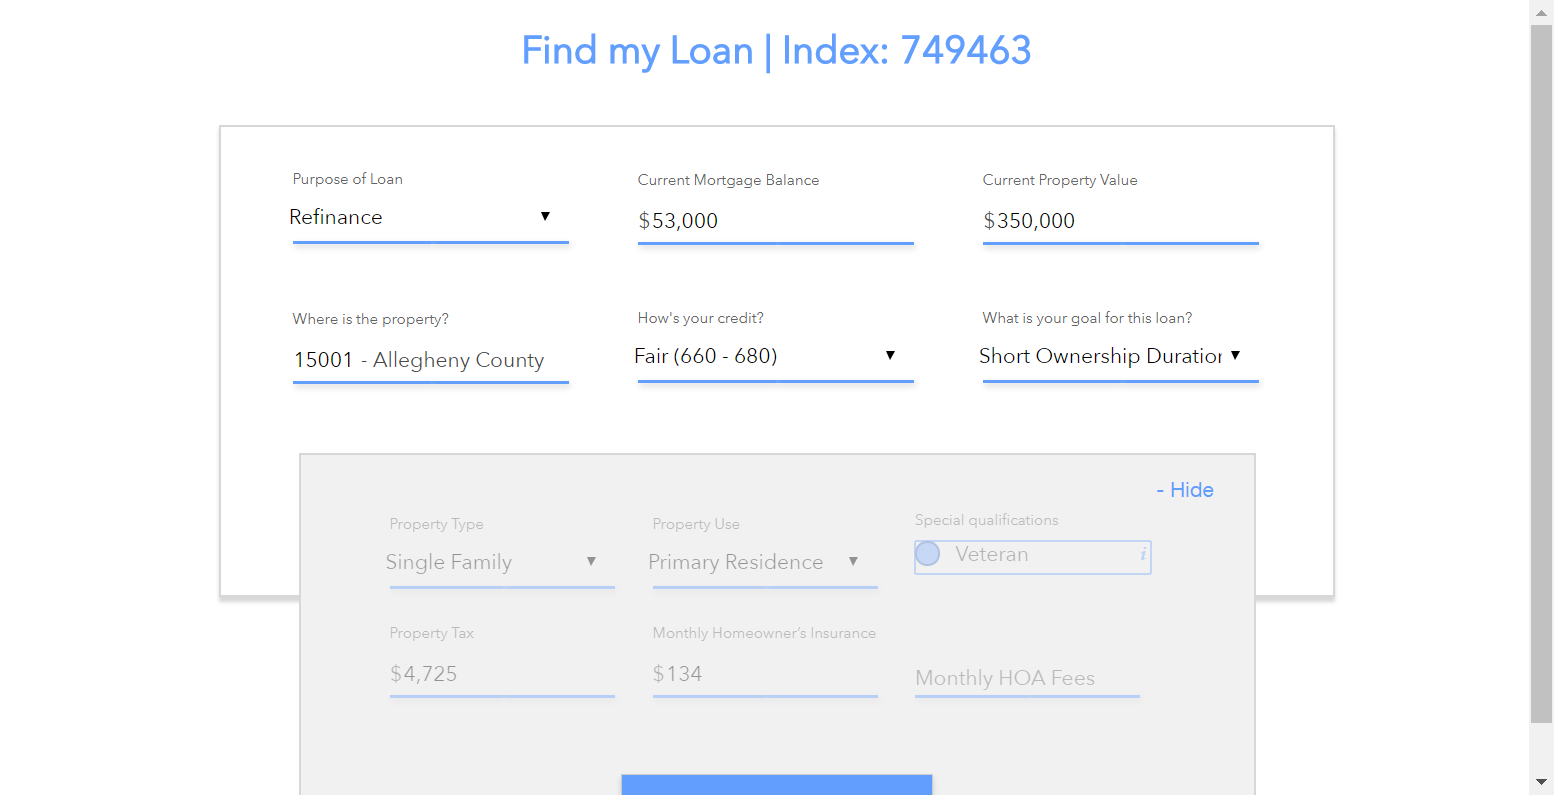 Find my Loan | Index: 749463
Purpose of Loan
Current Mortgage Balance
Current Property Value
Refinance ▼
$53,000
$350,000
Where is the property?
How's your credit?
What is your goal for this loan?
15001 - Allegheny County
Fair (660 - 680) ▼
Short Ownership Duration ▼
- Hide
Property Type
Property Use
Special qualifications
Single Family ▼
Primary Residence ▼
Veteran i
Property Tax
Monthly Homeowner’s Insurance
$4,725
$134
Monthly HOA Fees